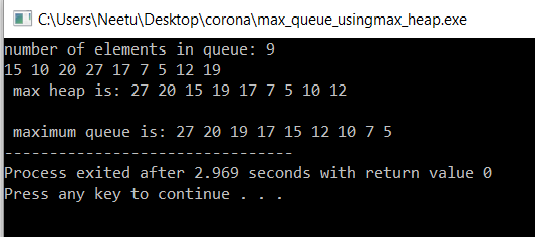 C:\Users\Neetu\Desktop\corona\max_queue_usingmax_heap.exe
number of elements in queue: 9
15 10 20 27 17 7 5 12 19
max heap is: 27 20 15 19 17 7 5 10 12
maximum queue is: 27 20 19 17 15 12 10 7 5
--------------------------------
Process exited after 2.969 seconds with return value 0
Press any key to continue . . .